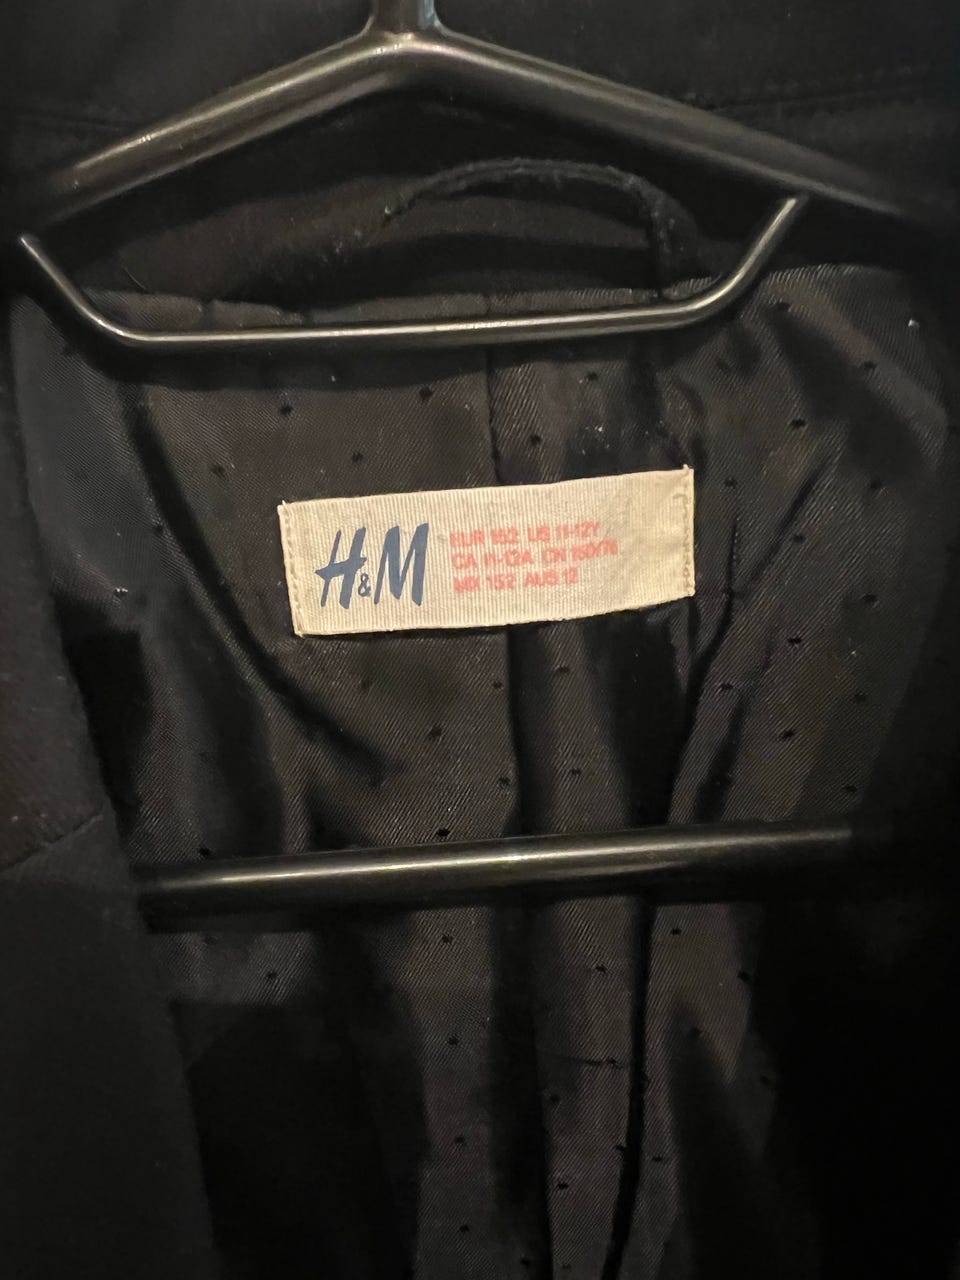 H&M
EUR 152 US 11-12Y
CA 11-12A CN 150/76
MX 152 AUS 12